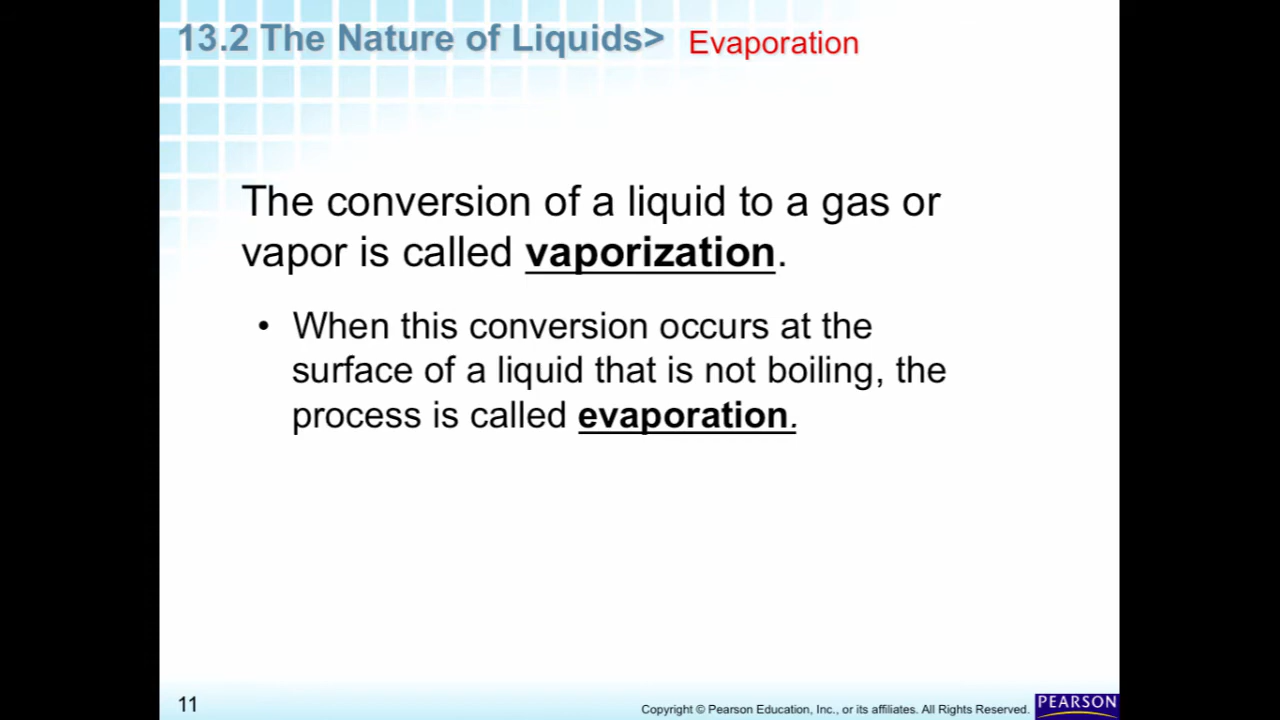 13.2 The Nature of Liquids> Evaporation
The conversion of a liquid to a gas or
vapor is called vaporization.
• When this conversion occurs at the
surface of a liquid that is not boiling, the
process is called evaporation.
11
Copyright © Pearson Education, Inc., or its affiliates. All Rights Reserved.
PEARSON